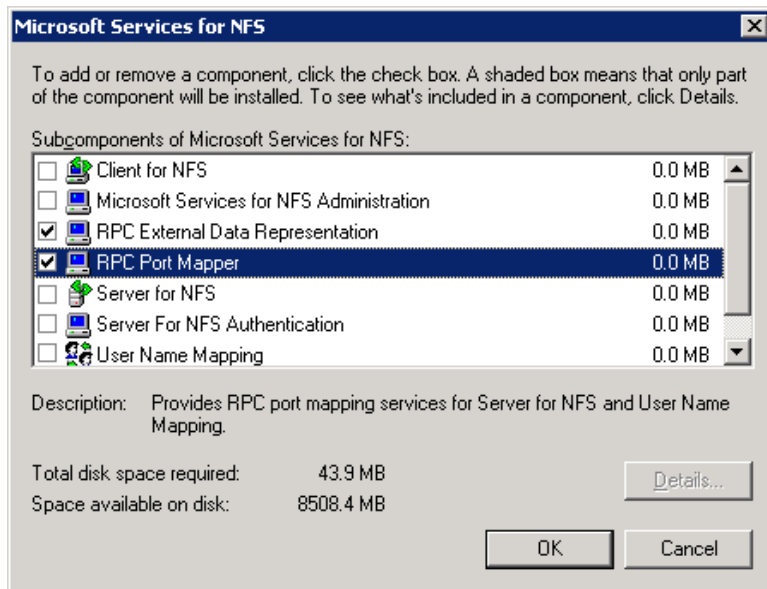 Microsoft Services for NFS
To add or remove a component, click the check box. A shaded box means that only part
of the component will be installed. To see what's included in a component, click Details.
Subcomponents of Microsoft Services for NFS:
Client for NFS 0.0 MB
Microsoft Services for NFS Administration 0.0 MB
RPC External Data Representation 0.0 MB
RPC Port Mapper 0.0 MB
Server for NFS 0.0 MB
Server For NFS Authentication 0.0 MB
User Name Mapping 0.0 MB
Description: Provides RPC port mapping services for Server for NFS and User Name
Mapping.
Total disk space required: 43.9 MB
Space available on disk: 8508.4 MB
Details...
OK Cancel